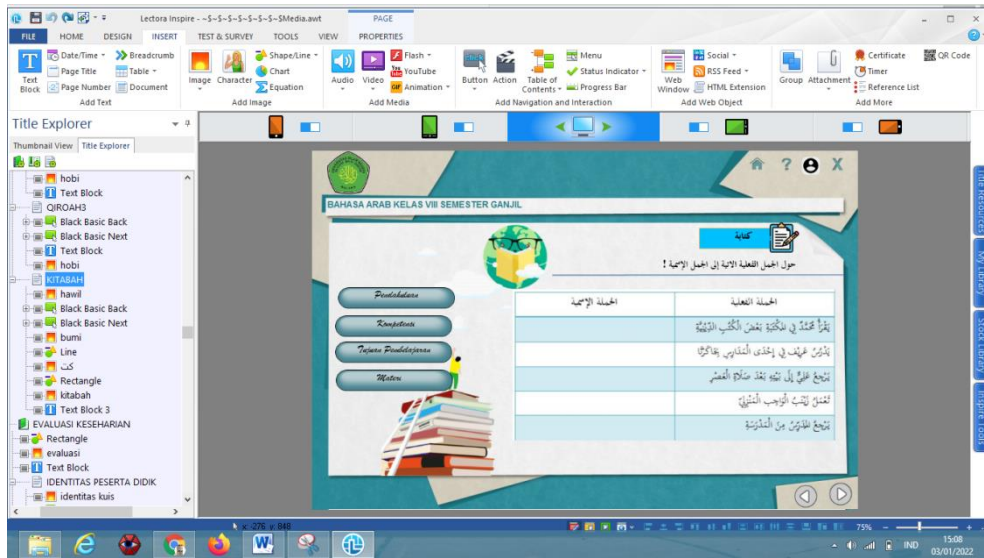 Lectora Inspire - ~$~$~$~$~$~$~$Media.awt
PAGE
FILE HOME DESIGN INSERT TEST & SURVEY TOOLS VIEW PROPERTIES
Text Block
Date/Time
Page Title
Page Number
Breadcrumb
Table
Document
Add Text
Image
Character
Shape/Line
Chart
Equation
Add Image
Audio
Video
Flash
YouTube
Animation
Add Media
Button
Action
Table of Contents
Menu
Status Indicator
Progress Bar
Add Navigation and Interaction
Web Window
Social
RSS Feed
HTML Extension
Add Web Object
Group
Attachment
Certificate
Timer
Reference List
QR Code
Add More
Title Explorer
Thumbnail View Title Explorer
hobi
Text Block
QIROAH3
Black Basic Back
Black Basic Next
Text Block
hobi
KITABAH
hawil
Black Basic Back
Black Basic Next
bumi
Line
كتاب
Rectangle
kitabah
Text Block 3
EVALUASI KESEHARIAN
Rectangle
evaluasi
Text Block
IDENTITAS PESERTA DIDIK
identitas kuis
? X
BAHASA ARAB KELAS VIII SEMESTER GANJIL
كتابة
حول الجمل الفعلية الاتية إلى الجمل الإسمية !
Pendahuluan
Kompetensi
Tujuan Pembelajaran
Materi
الجملة الفعلية الجملة الإسمية
يَقْرَأُ مُحَمَّدٌ فِي المَكْتَبَةِ بَعْضَ الْكُتُبِ الدِّيْنِيَّةِ
يَدْرُسُ شَرِيْف فِي إِحْدَى الْمَدَارِسِ بِجَاكَرْتَا
يَرْجِعُ عَلِيٌّ إِلَى بَيْتِهِ بَعْدَ صَلَاةِ الْعَصْرِ
تَعْمَلُ زَيْنَبُ الْوَاجِب الْمَنْزِلِيّ
يَرْجِعُ المُدَرِّسُ مِنَ الْمَدْرَسَةِ
Title Resources
My Library
Stock Library
Inspire Tools
x: -276 y: 848
75%
IND
15:08
03/01/2022